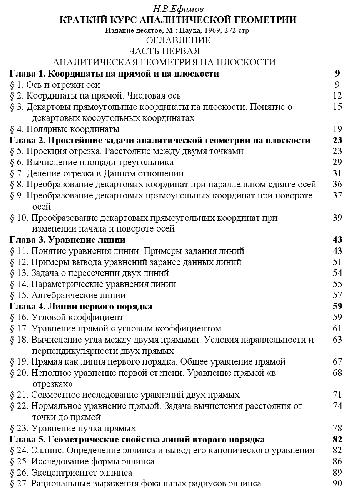 Н.В.Ефимов
КРАТКИЙ КУРС АНАЛИТИЧЕСКОЙ ГЕОМЕТРИИ
Издание десятое, М.: Наука, 1969, 272 стр
ОГЛАВЛЕНИЕ
ЧАСТЬ ПЕРВАЯ
АНАЛИТИЧЕСКАЯ ГЕОМЕТРИЯ НА ПЛОСКОСТИ
Глава 1. Координаты на прямой и на плоскости 9
§ 1. Ось и отрезки оси 9
§ 2. Координаты на прямой. Числовая ось 12
§ 3. Декартовы прямоугольные координаты на плоскости. Понятие о 15
декартовых косоугольных координатах
§ 4. Полярные координаты 19
Глава 2. Простейшие задачи аналитической геометрии на плоскости 23
§ 5. Проекция отрезка. Расстояние между двумя точками 23
§ 6. Вычисление площади треугольника 29
§ 7. Деление отрезка в данном отношении 31
§ 8. Преобразование декартовых координат при параллельном сдвиге осей 36
§ 9. Преобразование декартовых прямоугольных координат при повороте 37
осей
§ 10. Преобразование декартовых прямоугольных координат при 39
изменении начала и повороте осей
Глава 3. Уравнение линии 43
§ 11. Понятие уравнения линии. Примеры задания линий 43
§ 12. Примеры вывода уравнений заранее данных линий 51
§ 13. Задача о пересечении двух линий 54
§ 14. Параметрические уравнения линии 55
§ 15. Алгебраические линии 57
Глава 4. Линии первого порядка 59
§ 16. Угловой коэффициент 59
§ 17. Уравнение прямой с угловым коэффициентом 61
§ 18. Вычисление угла между двумя прямыми. Условия параллельности и 63
перпендикулярности двух прямых
§ 19. Прямая как линия первого порядка. Общее уравнение прямой 67
§ 20. Неполное уравнение первой степени. Уравнение прямой «в 68
отрезках»
§ 21. Совместное исследование уравнений двух прямых 71
§ 22. Нормальное уравнение прямой. Задача вычисления расстояния от 74
точки до прямой
§ 23. Уравнение пучка прямых 78
Глава 5. Геометрические свойства линий второго порядка 82
§ 24. Эллипс. Определение эллипса и вывод его канонического уравнения 82
§ 25. Исследование формы эллипса 86
§ 26. Эксцентриситет эллипса 89
§ 27. Рациональные выражения фокальных радиусов эллипса 90